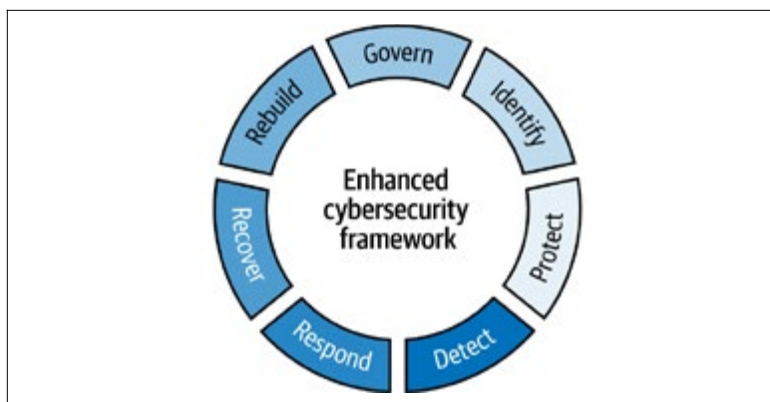 Govern
Identify
Protect
Detect
Respond
Recover
Rebuild
Enhanced
cybersecurity
framework